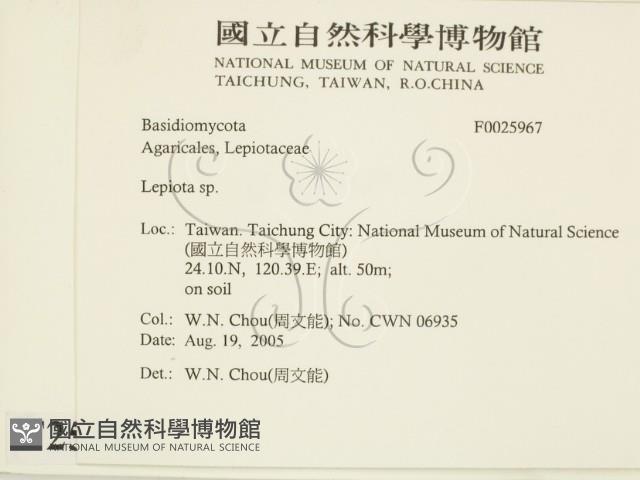 國立自然科學博物館
NATIONAL MUSEUM OF NATURAL SCIENCE
TAICHUNG, TAIWAN, R.O.CHINA
Basidiomycota F0025967
Agaricales, Lepiotaceae
Lepiota sp.
Loc.: Taiwan. Taichung City: National Museum of Natural Science
(國立自然科學博物館)
24.10.N, 120.39.E; alt. 50m;
on soil
Col.: W.N. Chou(周文能); No. CWN 06935
Date: Aug. 19, 2005
Det.: W.N. Chou(周文能)
國立自然科學博物館
NATIONAL MUSEUM OF NATURAL SCIENCE